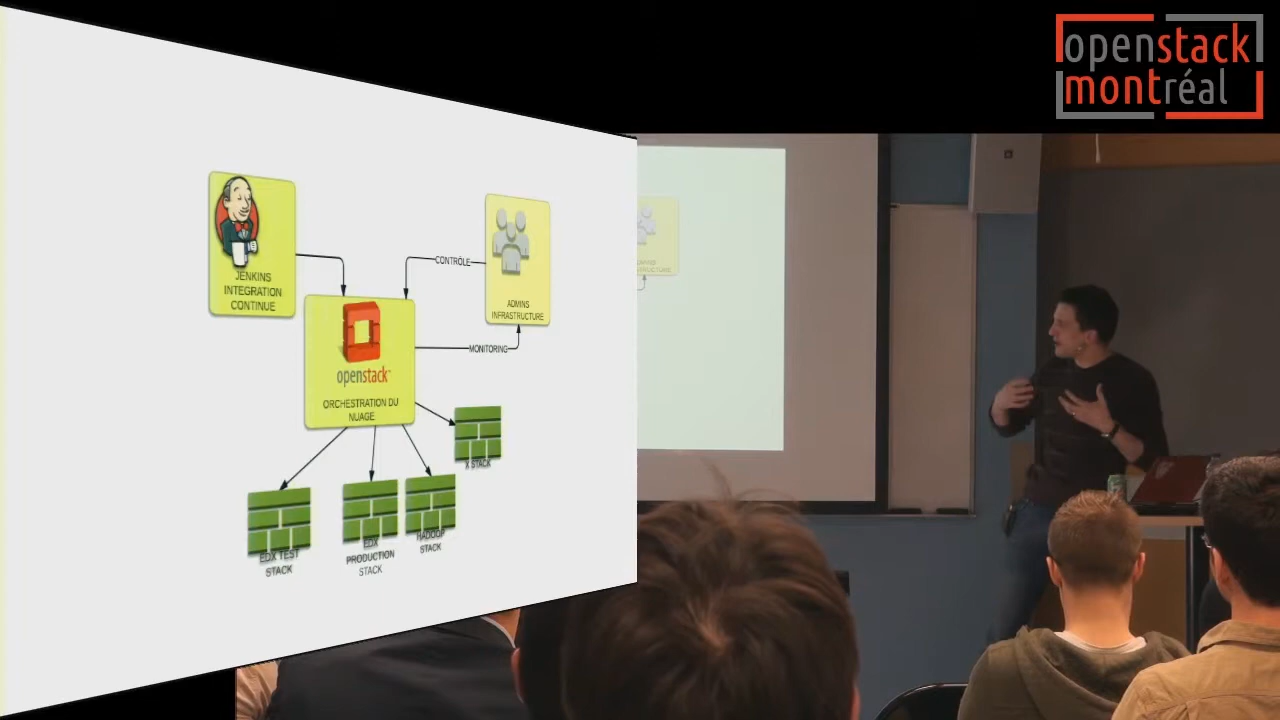 openstack
montréal
JENKINS
INTEGRATION
CONTINUE
CONTRÔLE
ADMINS
INFRASTRUCTURE
openstack
ORCHESTRATION DU
NUAGE
MONITORING
X STACK
EDX TEST
STACK
EDX
PRODUCTION
STACK
HADOOP
STACK